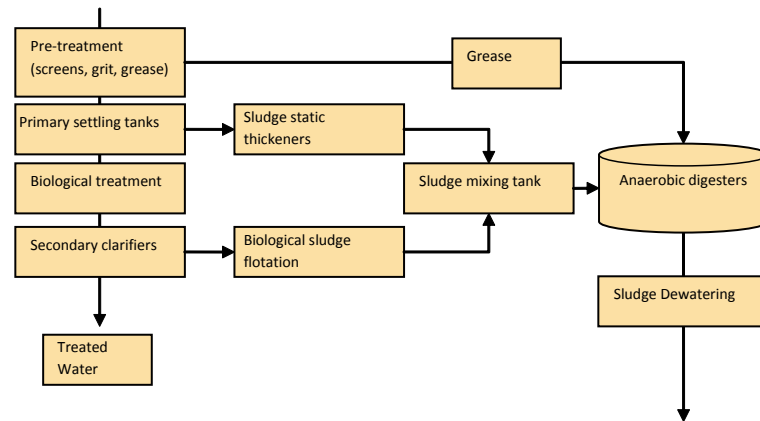 Pre-treatment
(screens, grit, grease)
Grease
Primary settling tanks
Sludge static
thickeners
Biological treatment
Sludge mixing tank
Anaerobic digesters
Secondary clarifiers
Biological sludge
flotation
Sludge Dewatering
Treated
Water